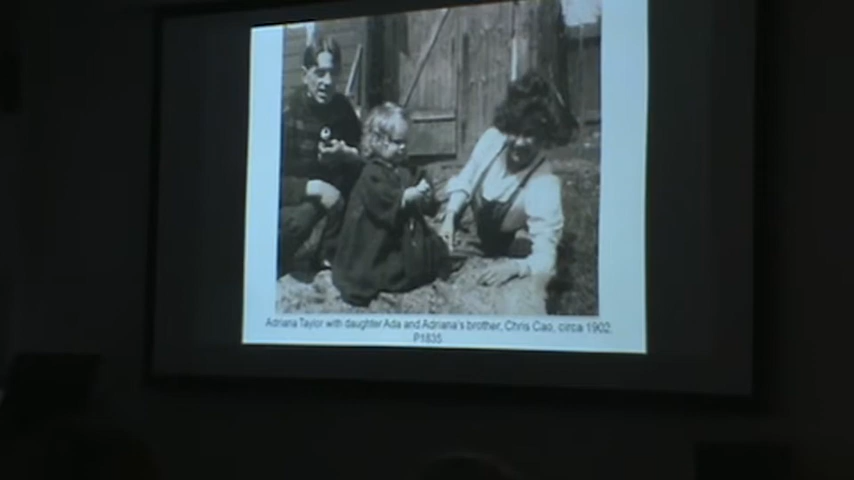 Adriana Taylor with daughter Ada and Adriana's brother, Chris Cao, circa 1902.
P1835